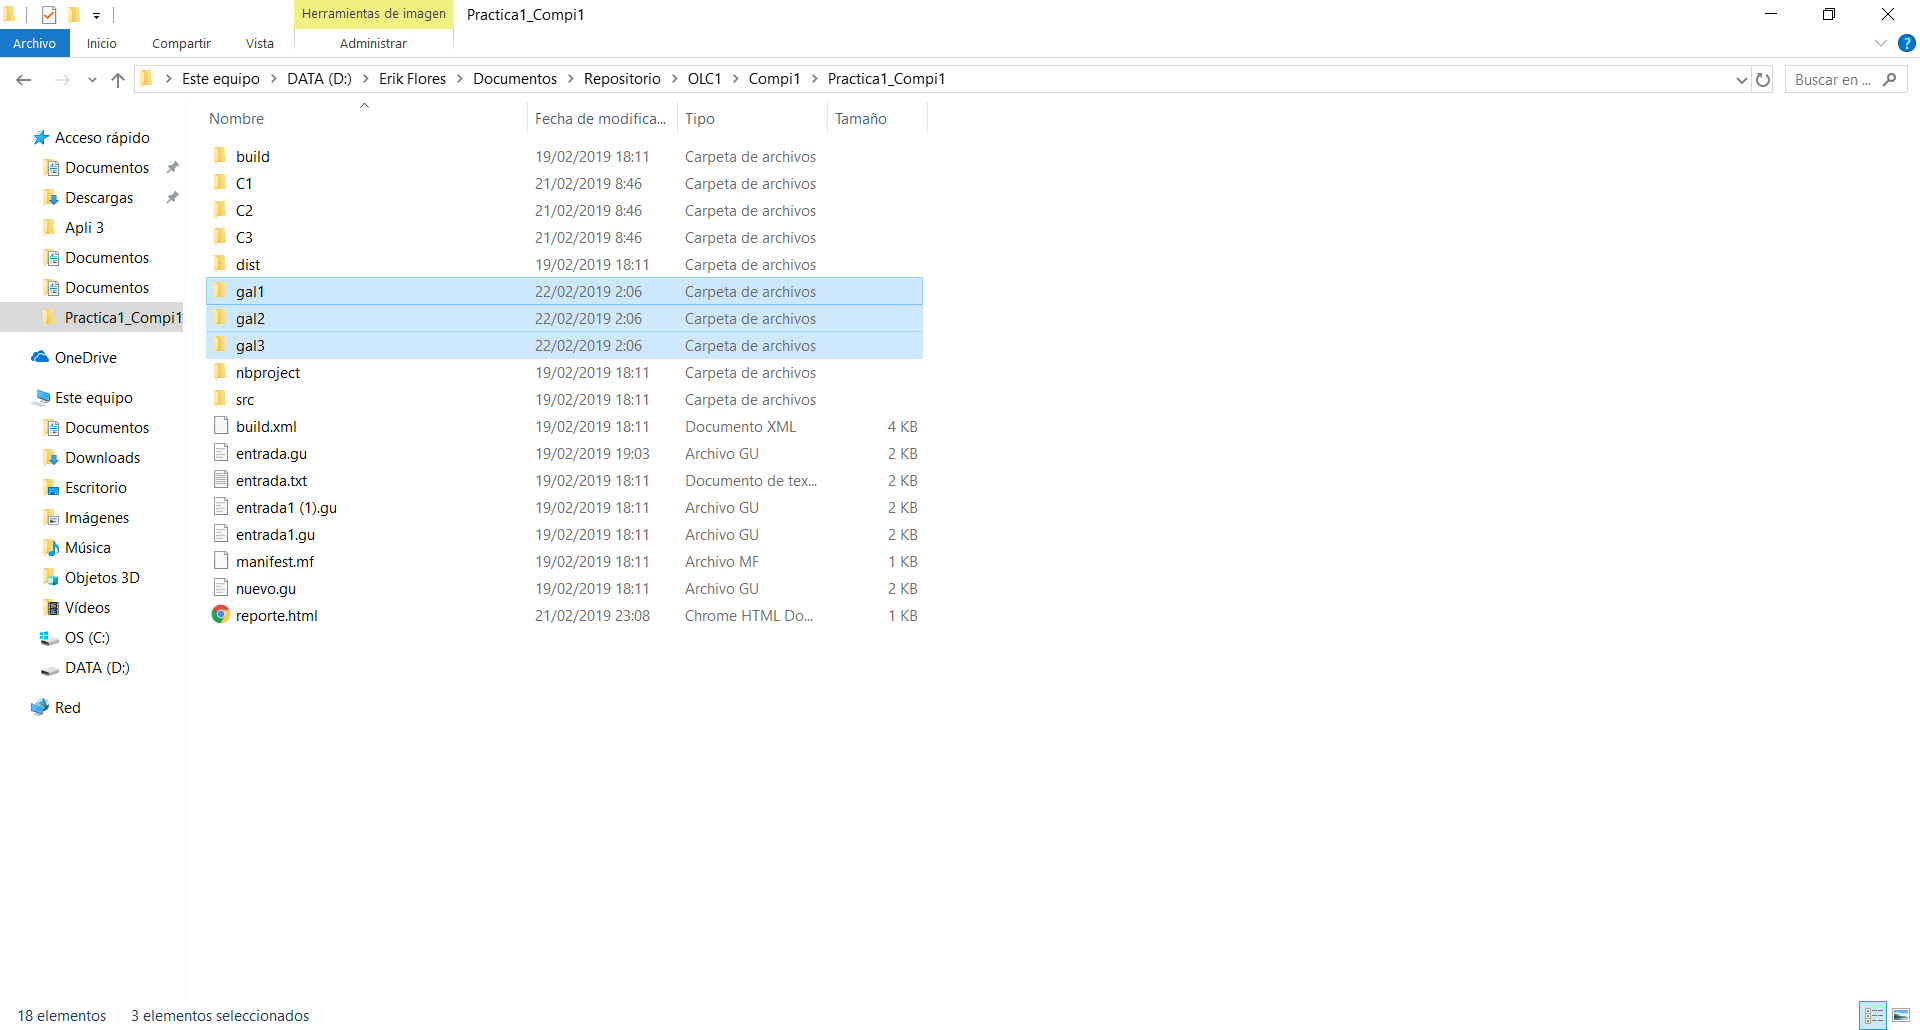 Herramientas de imagen Practica1_Compi1
Archivo Inicio Compartir Vista Administrar
Este equipo DATA (D:) Erik Flores Documentos Repositorio OLC1 Compi1 Practica1_Compi1 Buscar en ...
Acceso rápido
Documentos
Descargas
Apli 3
Documentos
Documentos
Practica1_Compi1
OneDrive
Este equipo
Documentos
Downloads
Escritorio
Imágenes
Música
Objetos 3D
Vídeos
OS (C:)
DATA (D:)
Red
Nombre Fecha de modifica... Tipo Tamaño
build 19/02/2019 18:11 Carpeta de archivos
C1 21/02/2019 8:46 Carpeta de archivos
C2 21/02/2019 8:46 Carpeta de archivos
C3 21/02/2019 8:46 Carpeta de archivos
dist 19/02/2019 18:11 Carpeta de archivos
gal1 22/02/2019 2:06 Carpeta de archivos
gal2 22/02/2019 2:06 Carpeta de archivos
gal3 22/02/2019 2:06 Carpeta de archivos
nbproject 19/02/2019 18:11 Carpeta de archivos
src 19/02/2019 18:11 Carpeta de archivos
build.xml 19/02/2019 18:11 Documento XML 4 KB
entrada.gu 19/02/2019 19:03 Archivo GU 2 KB
entrada.txt 19/02/2019 18:11 Documento de tex... 2 KB
entrada1 (1).gu 19/02/2019 18:11 Archivo GU 2 KB
entrada1.gu 19/02/2019 18:11 Archivo GU 2 KB
manifest.mf 19/02/2019 18:11 Archivo MF 1 KB
nuevo.gu 19/02/2019 18:11 Archivo GU 2 KB
reporte.html 21/02/2019 23:08 Chrome HTML Do... 1 KB
18 elementos 3 elementos seleccionados